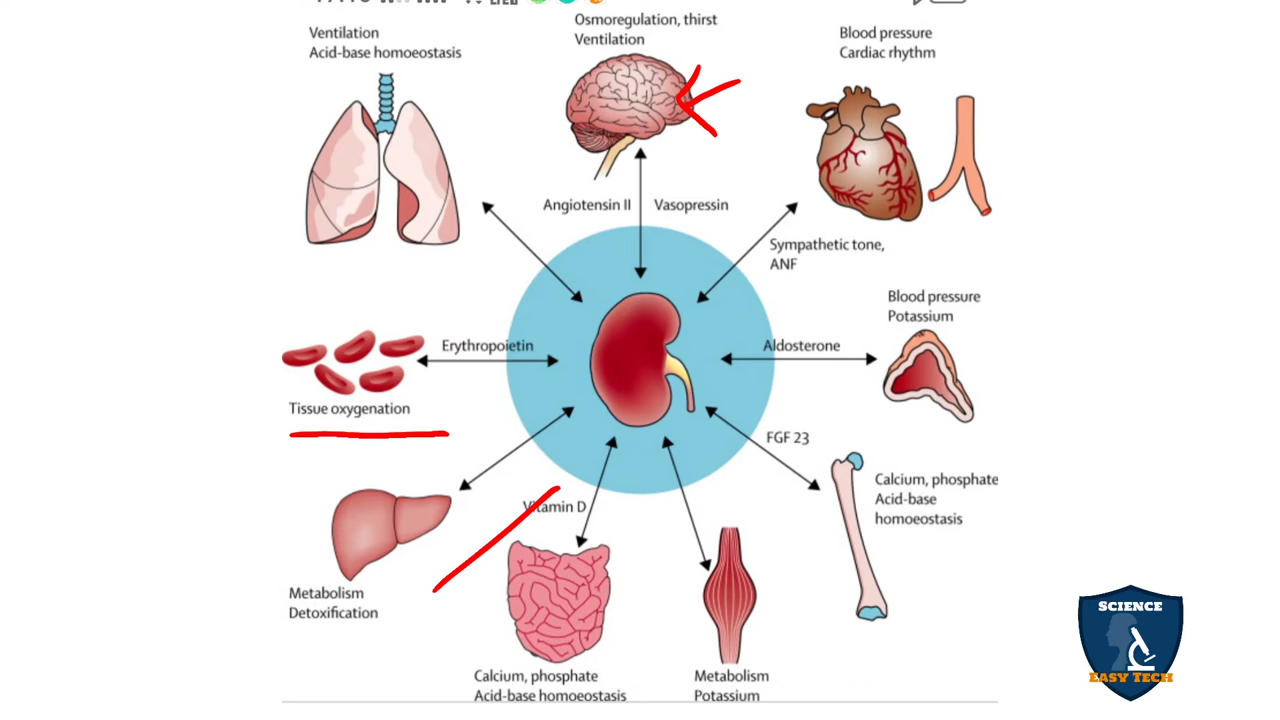 Ventilation
Acid-base homoeostasis
Osmoregulation, thirst
Ventilation
Blood pressure
Cardiac rhythm
Angiotensin II
Vasopressin
Sympathetic tone,
ANF
Blood pressure
Potassium
Erythropoietin
Aldosterone
Tissue oxygenation
FGF 23
Calcium, phosphate
Acid-base
homoeostasis
Vitamin D
Metabolism
Detoxification
Calcium, phosphate
Acid-base homoeostasis
Metabolism
Potassium
SCIENCE
EASY TECH